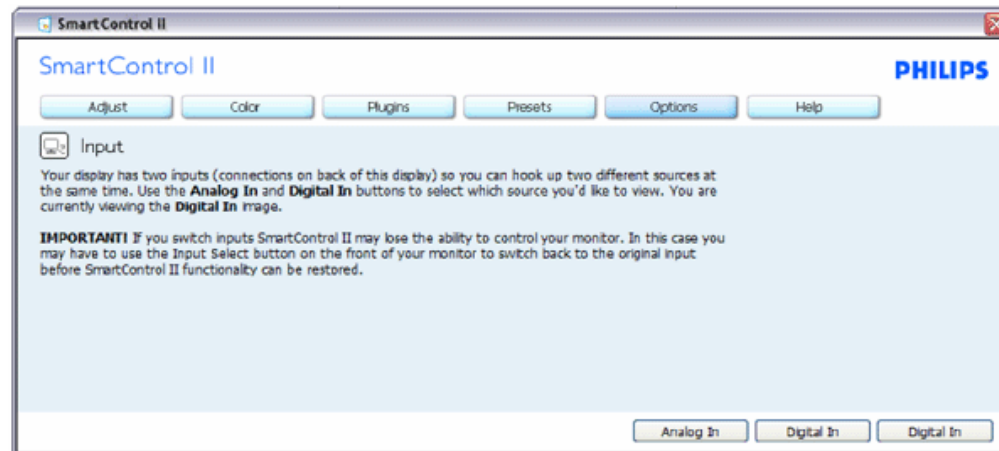 SmartControl II
SmartControl II
PHILIPS
Adjust
Color
Plugins
Presets
Options
Help
Input
Your display has two inputs (connections on back of this display) so you can hook up two different sources at
the same time. Use the Analog In and Digital In buttons to select which source you'd like to view. You are
currently viewing the Digital In image.
IMPORTANT! If you switch inputs SmartControl II may lose the ability to control your monitor. In this case you
may have to use the Input Select button on the front of your monitor to switch back to the original input
before SmartControl II functionality can be restored.
Analog In
Digital In
Digital In